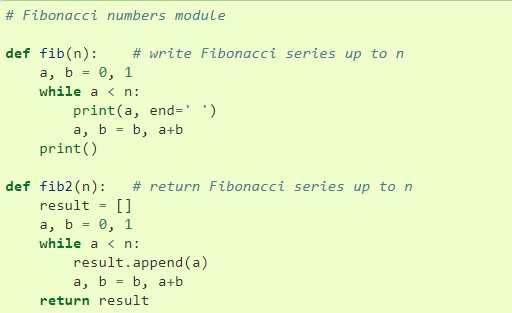 # Fibonacci numbers module

def fib(n):    # write Fibonacci series up to n
    a, b = 0, 1
    while a < n:
        print(a, end=' ')
        a, b = b, a+b
    print()

def fib2(n):   # return Fibonacci series up to n
    result = []
    a, b = 0, 1
    while a < n:
        result.append(a)
        a, b = b, a+b
    return result